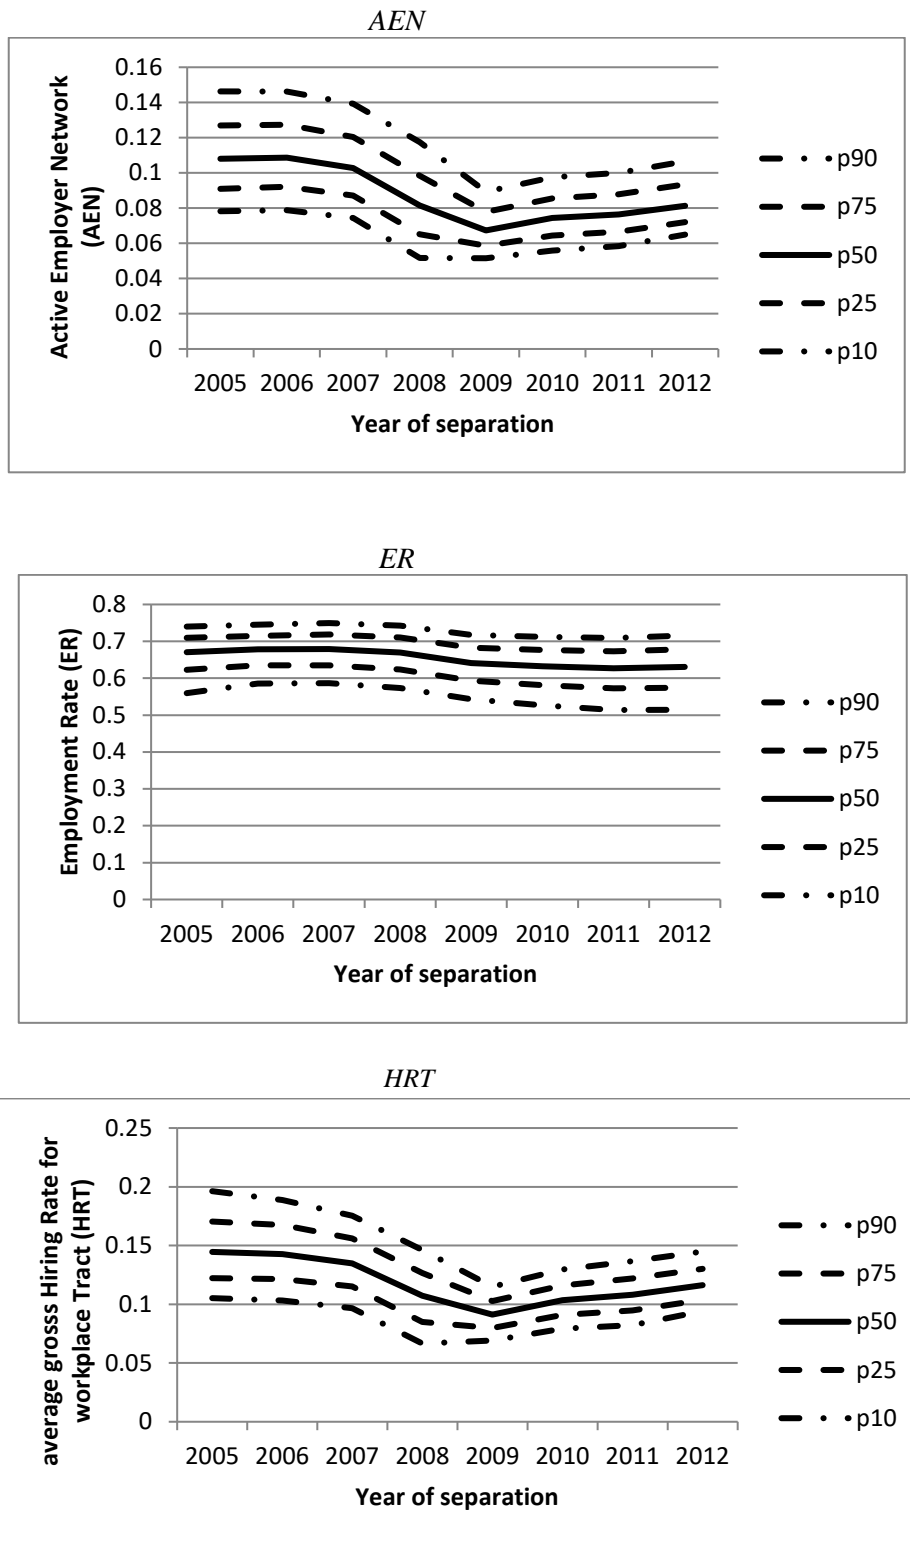 AEN
Active Employer Network
(AEN)
0.16
0.14
0.12
0.1
0.08
0.06
0.04
0.02
0
2005 2006 2007 2008 2009 2010 2011 2012
Year of separation
p90
p75
p50
p25
p10
ER
Employment Rate (ER)
0.8
0.7
0.6
0.5
0.4
0.3
0.2
0.1
0
2005 2006 2007 2008 2009 2010 2011 2012
Year of separation
p90
p75
p50
p25
p10
HRT
average grosss Hiring Rate for
workplace Tract (HRT)
0.25
0.2
0.15
0.1
0.05
0
2005 2006 2007 2008 2009 2010 2011 2012
Year of separation
p90
p75
p50
p25
p10